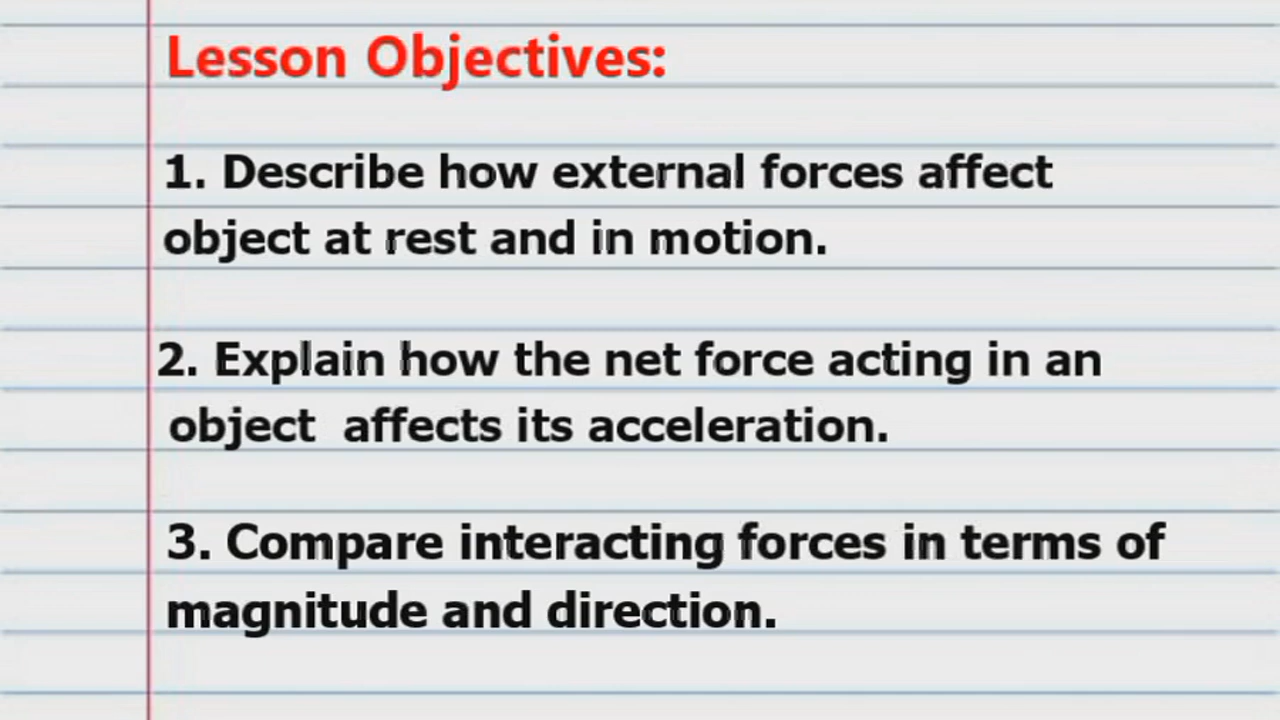 Lesson Objectives:
1. Describe how external forces affect
object at rest and in motion.
2. Explain how the net force acting in an
object affects its acceleration.
3. Compare interacting forces in terms of
magnitude and direction.